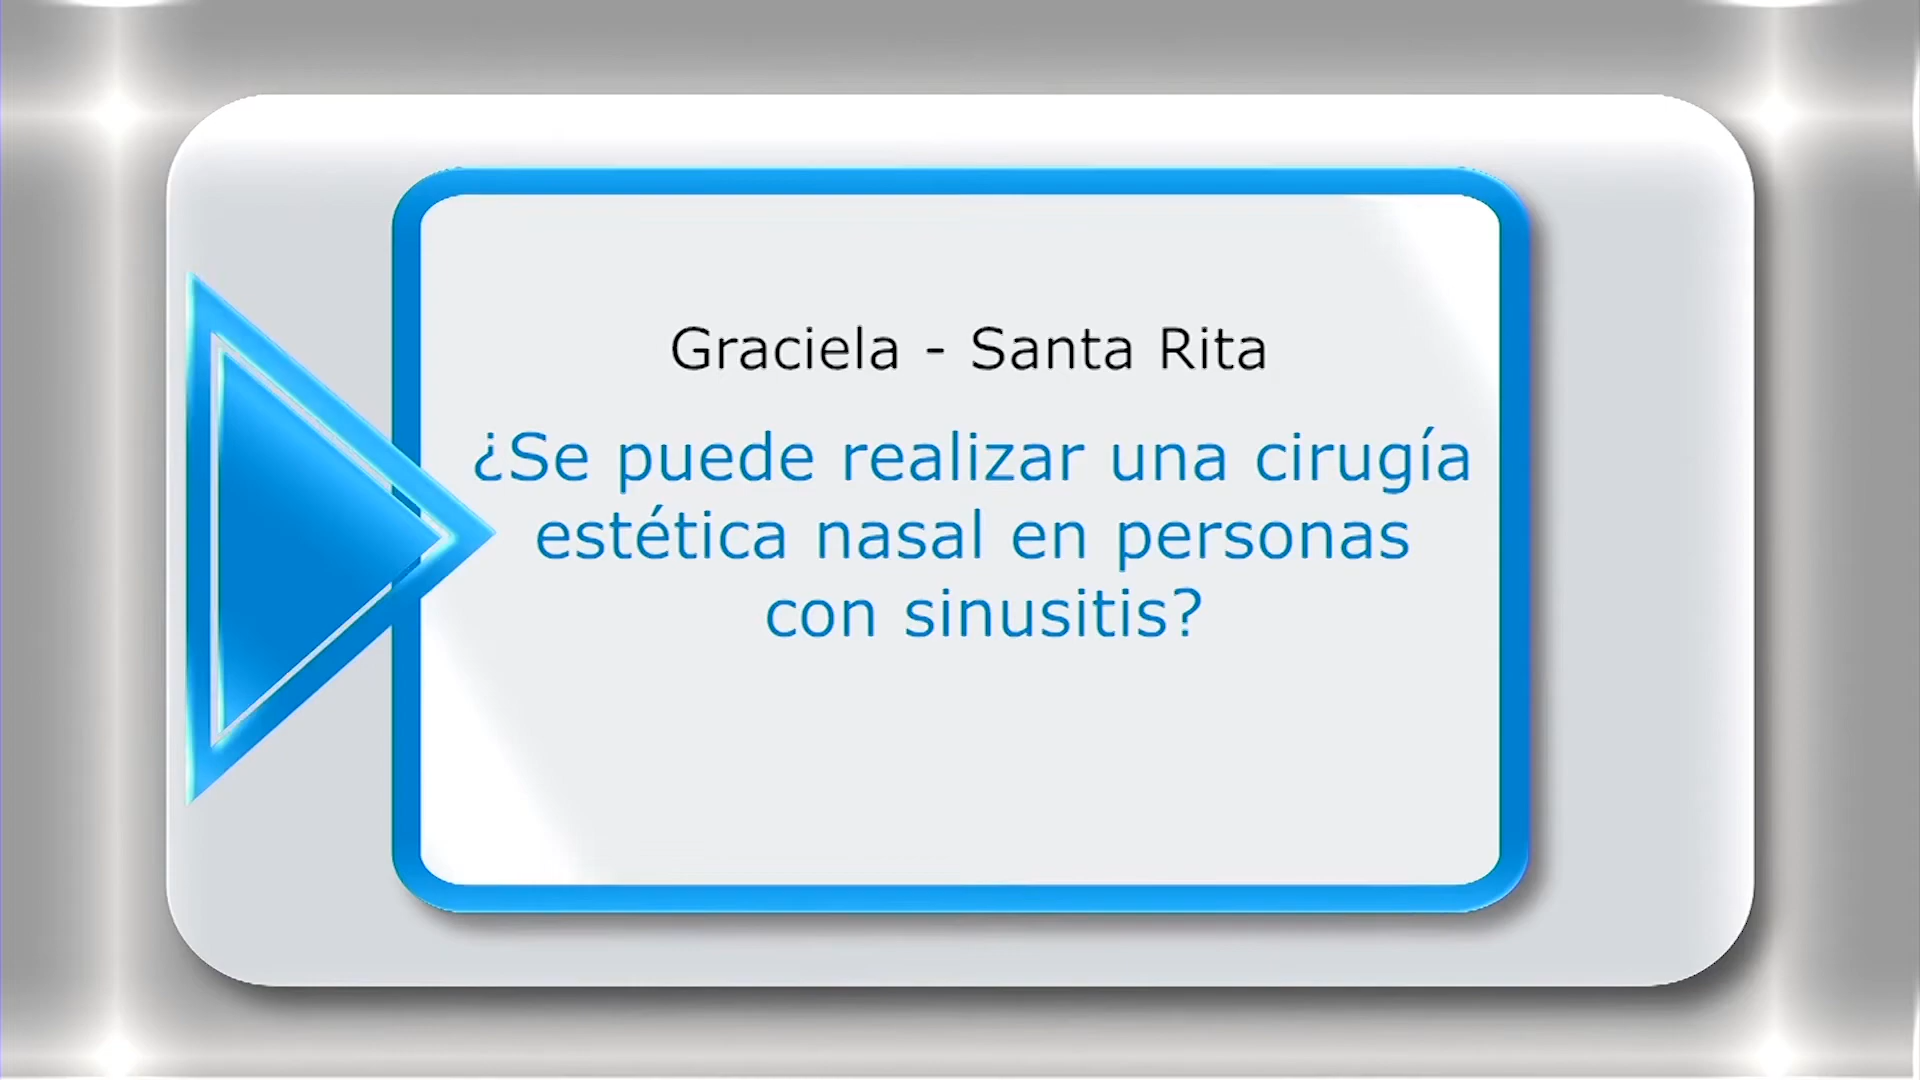 Graciela - Santa Rita
¿Se puede realizar una cirugía
estética nasal en personas
con sinusitis?